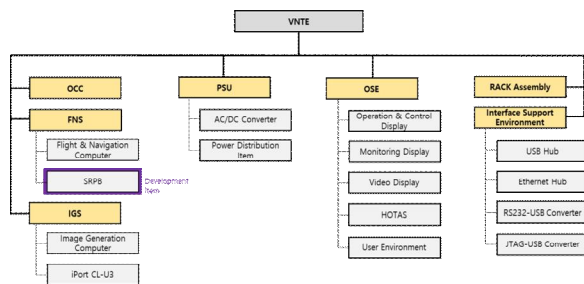 VNTE
OCC
FNS
Flight & Navigation
Computer
SRPB
Development
Item
IGS
Image Generation
Computer
iPort CL-U3
PSU
AC/DC Converter
Power Distribution
Item
OSE
Operation & Control
Display
Monitoring Display
Video Display
HOTAS
User Environment
RACK Assembly
Interface Support
Environment
USB Hub
Ethernet Hub
RS232-USB Converter
JTAG-USB Converter